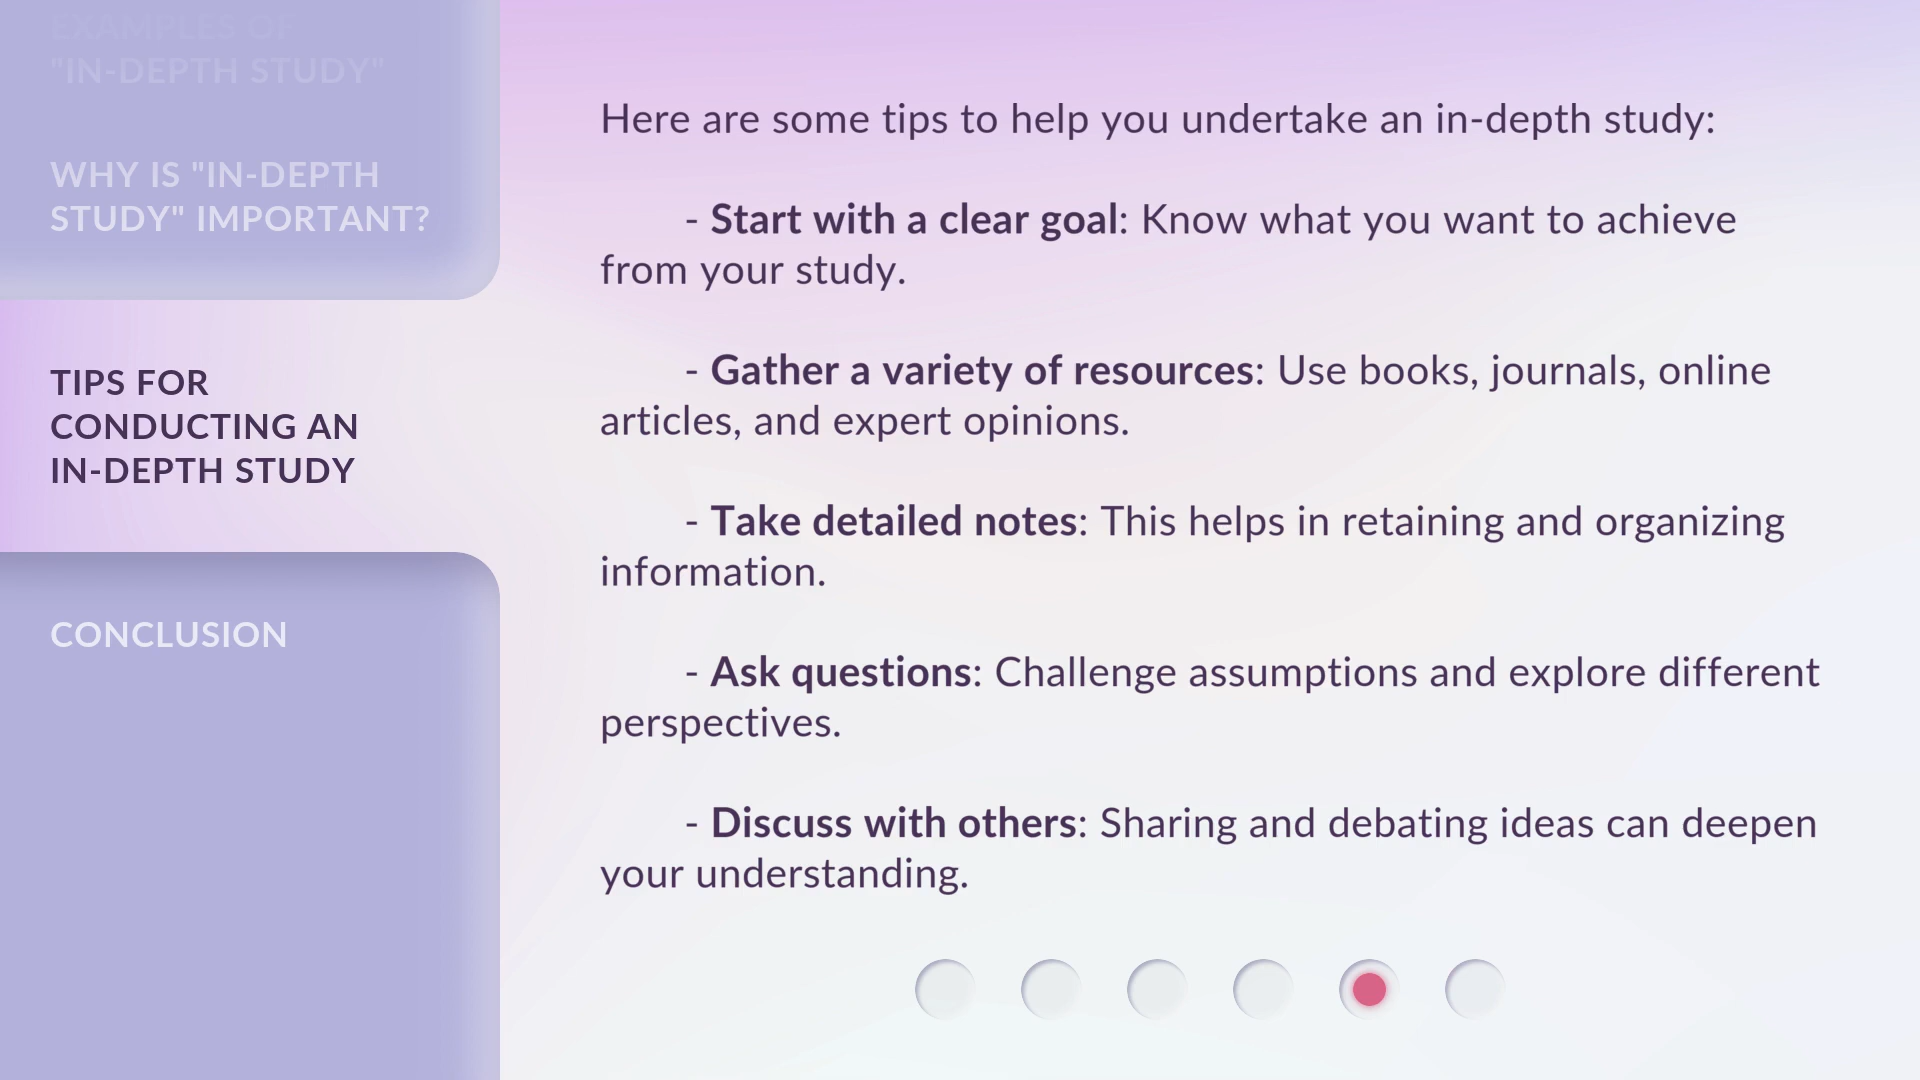 EXAMPLES OF
"IN-DEPTH STUDY"
WHY IS "IN-DEPTH
STUDY" IMPORTANT?
TIPS FOR
CONDUCTING AN
IN-DEPTH STUDY
CONCLUSION
Here are some tips to help you undertake an in-depth study:
- Start with a clear goal: Know what you want to achieve
from your study.
- Gather a variety of resources: Use books, journals, online
articles, and expert opinions.
- Take detailed notes: This helps in retaining and organizing
information.
- Ask questions: Challenge assumptions and explore different
perspectives.
- Discuss with others: Sharing and debating ideas can deepen
your understanding.